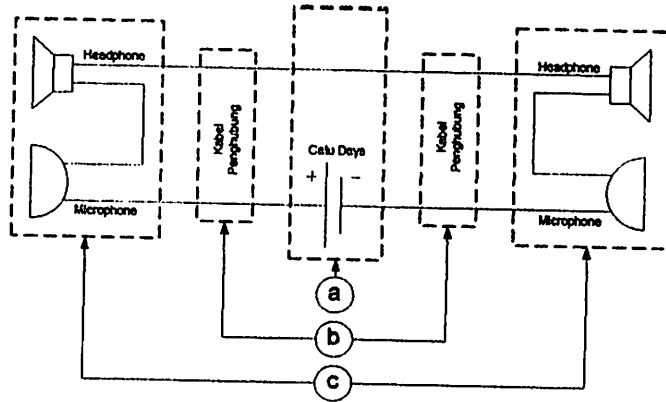 Headphone
Headphone
Kabel
Penghubung
Catu Daya
+
−
Kabel
Penghubung
Microphone
Microphone
a
b
c